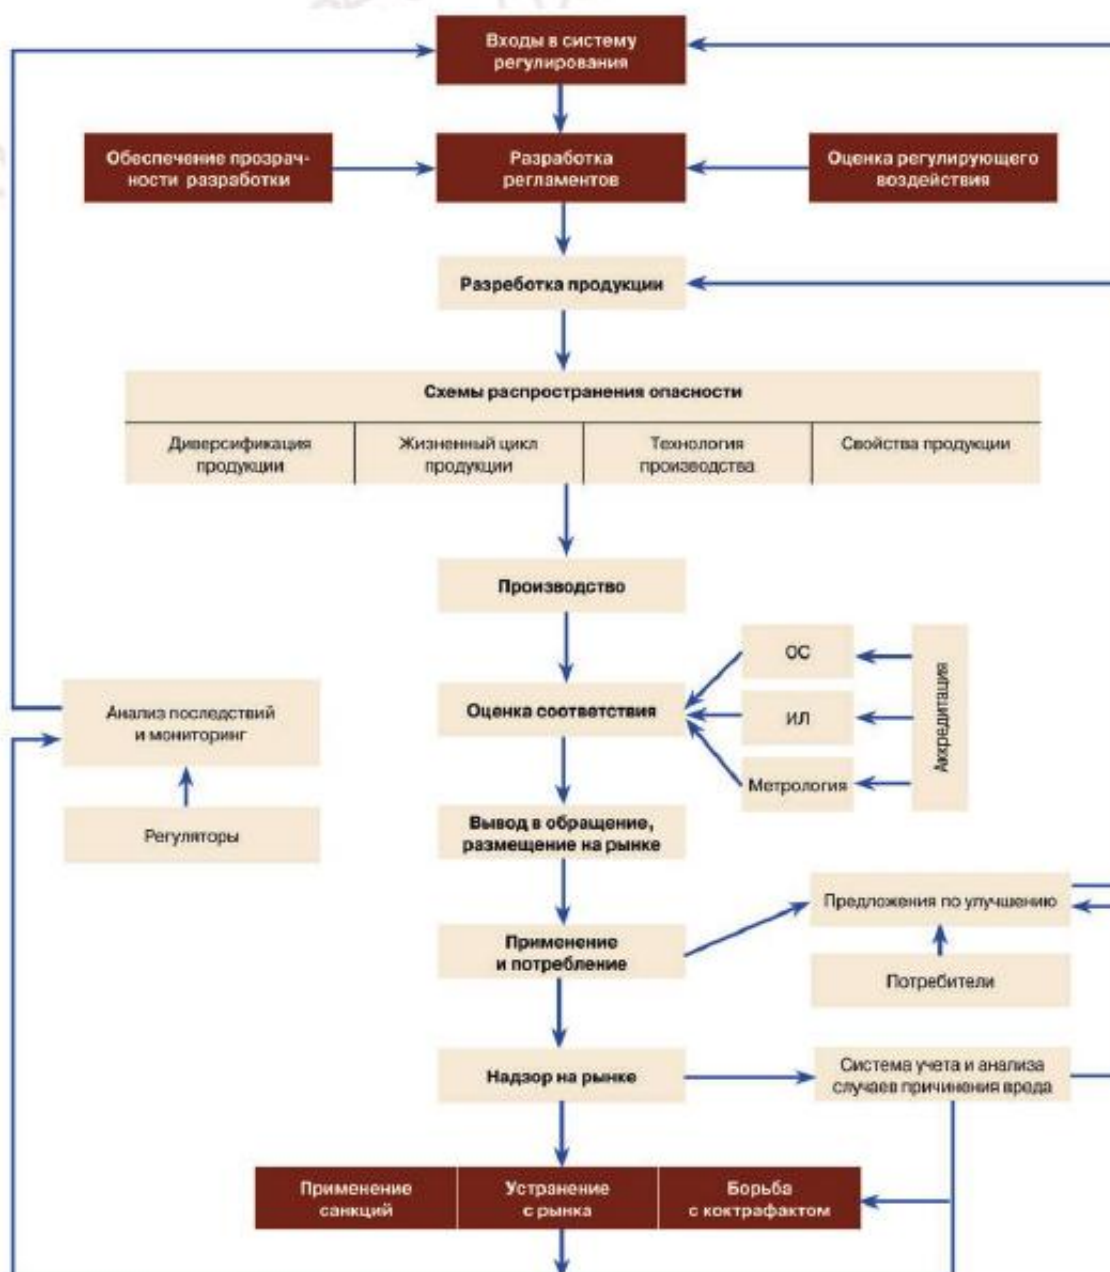 Входы в систему
регулирования
Обеспечение прозрач-
ности разработки
Разработка
регламентов
Оценка регулирующего
воздействия
Разреботка продукции
Схемы распространения опасности
Диверсификация
продукции
Жизненный цикл
продукции
Технология
производства
Свойства продукции
Производство
ОС
Оценка соответствия
ИЛ
Аккредитация
Метрология
Анализ последствий
и мониторинг
Регуляторы
Вывод в обращение,
размещение на рынке
Предложения по улучшению
Применение
и потребление
Потребители
Надзор на рынке
Система учета и анализа
случаев причинения вреда
Применение
санкций
Устранение
с рынка
Борьба
с коктрафактом